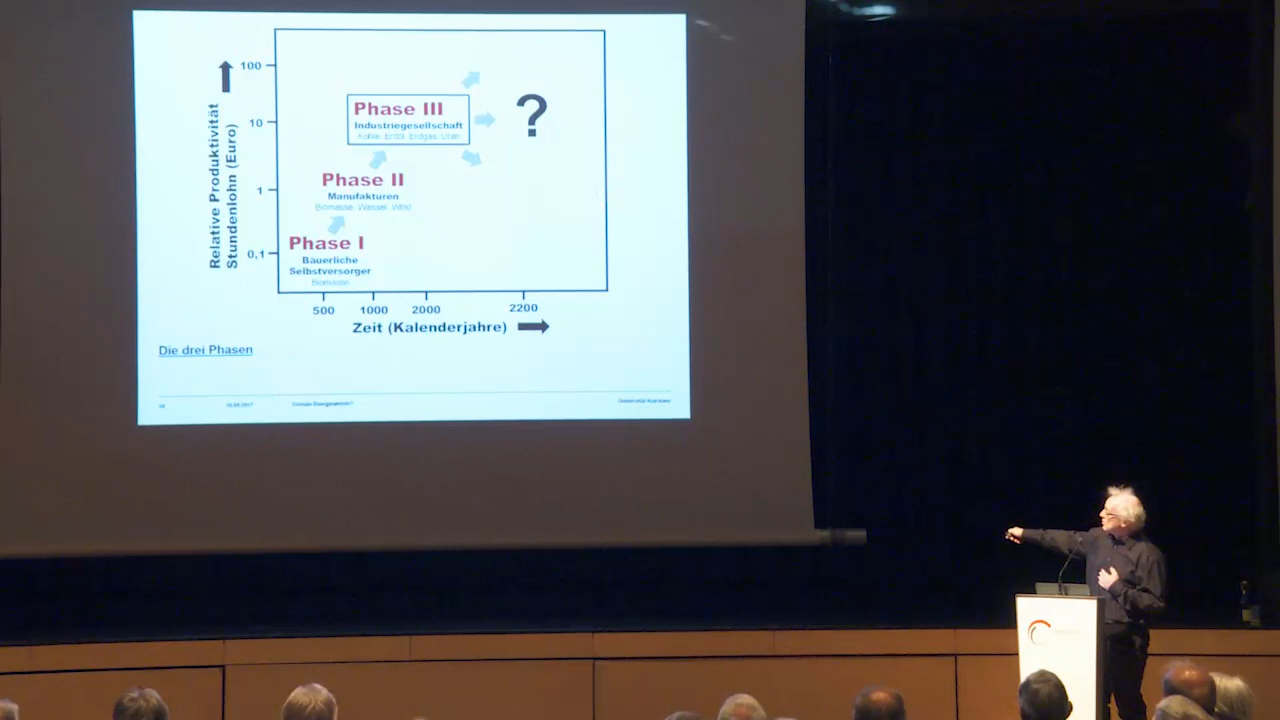 100
10
1
0,1
Relative Produktivität
Stundenlohn (Euro)
Phase III
Industriegesellschaft
Kohle, Erdöl, Erdgas, Uran
?
Phase II
Manufakturen
Biomasse, Wasser, Wind
Phase I
Bäuerliche
Selbstversorger
Biomasse
500 1000 2000 2200
Zeit (Kalenderjahre)
Die drei Phasen